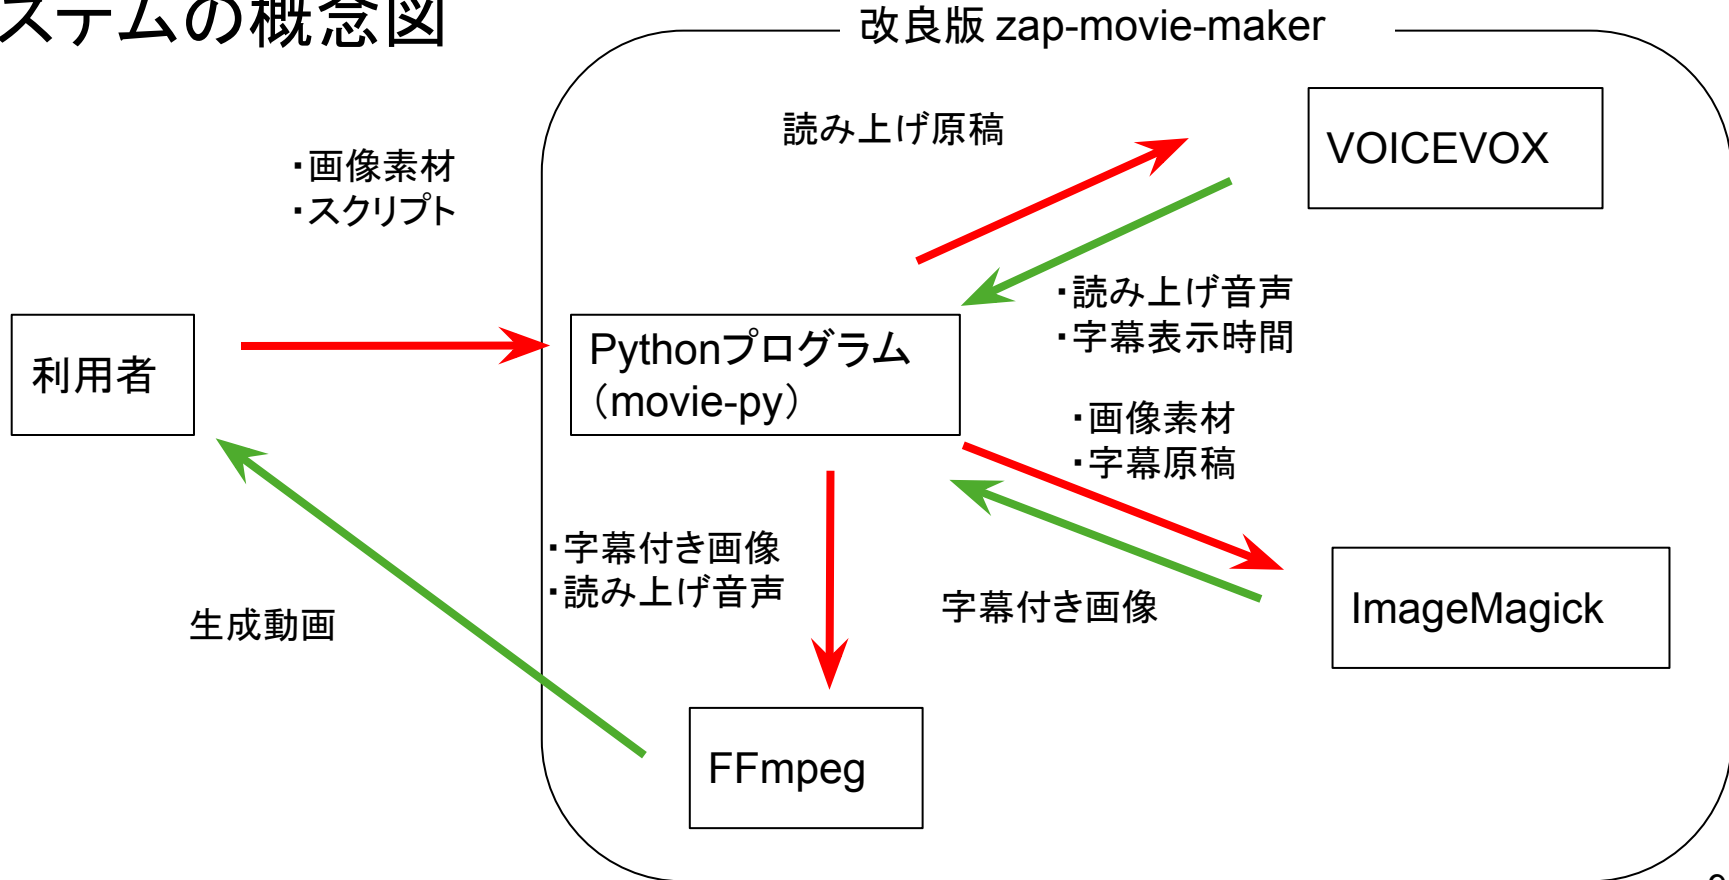 ステムの概念図
改良版 zap-movie-maker
読み上げ原稿
VOICEVOX
・画像素材
・スクリプト
・読み上げ音声
・字幕表示時間
利用者
Pythonプログラム
（movie-py）
・画像素材
・字幕原稿
・字幕付き画像
・読み上げ音声
字幕付き画像
ImageMagick
生成動画
FFmpeg